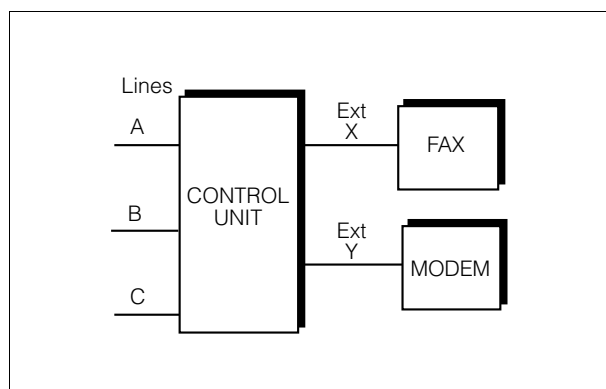 Lines
A
B
C
CONTROL
UNIT
Ext
X
FAX
Ext
Y
MODEM